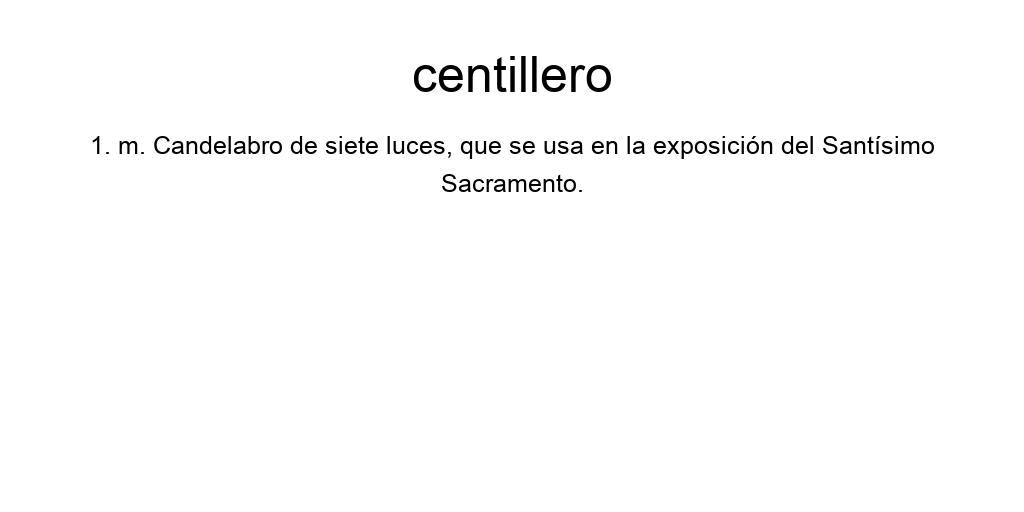 centillero
1. m. Candelabro de siete luces, que se usa en la exposición del Santísimo
Sacramento.